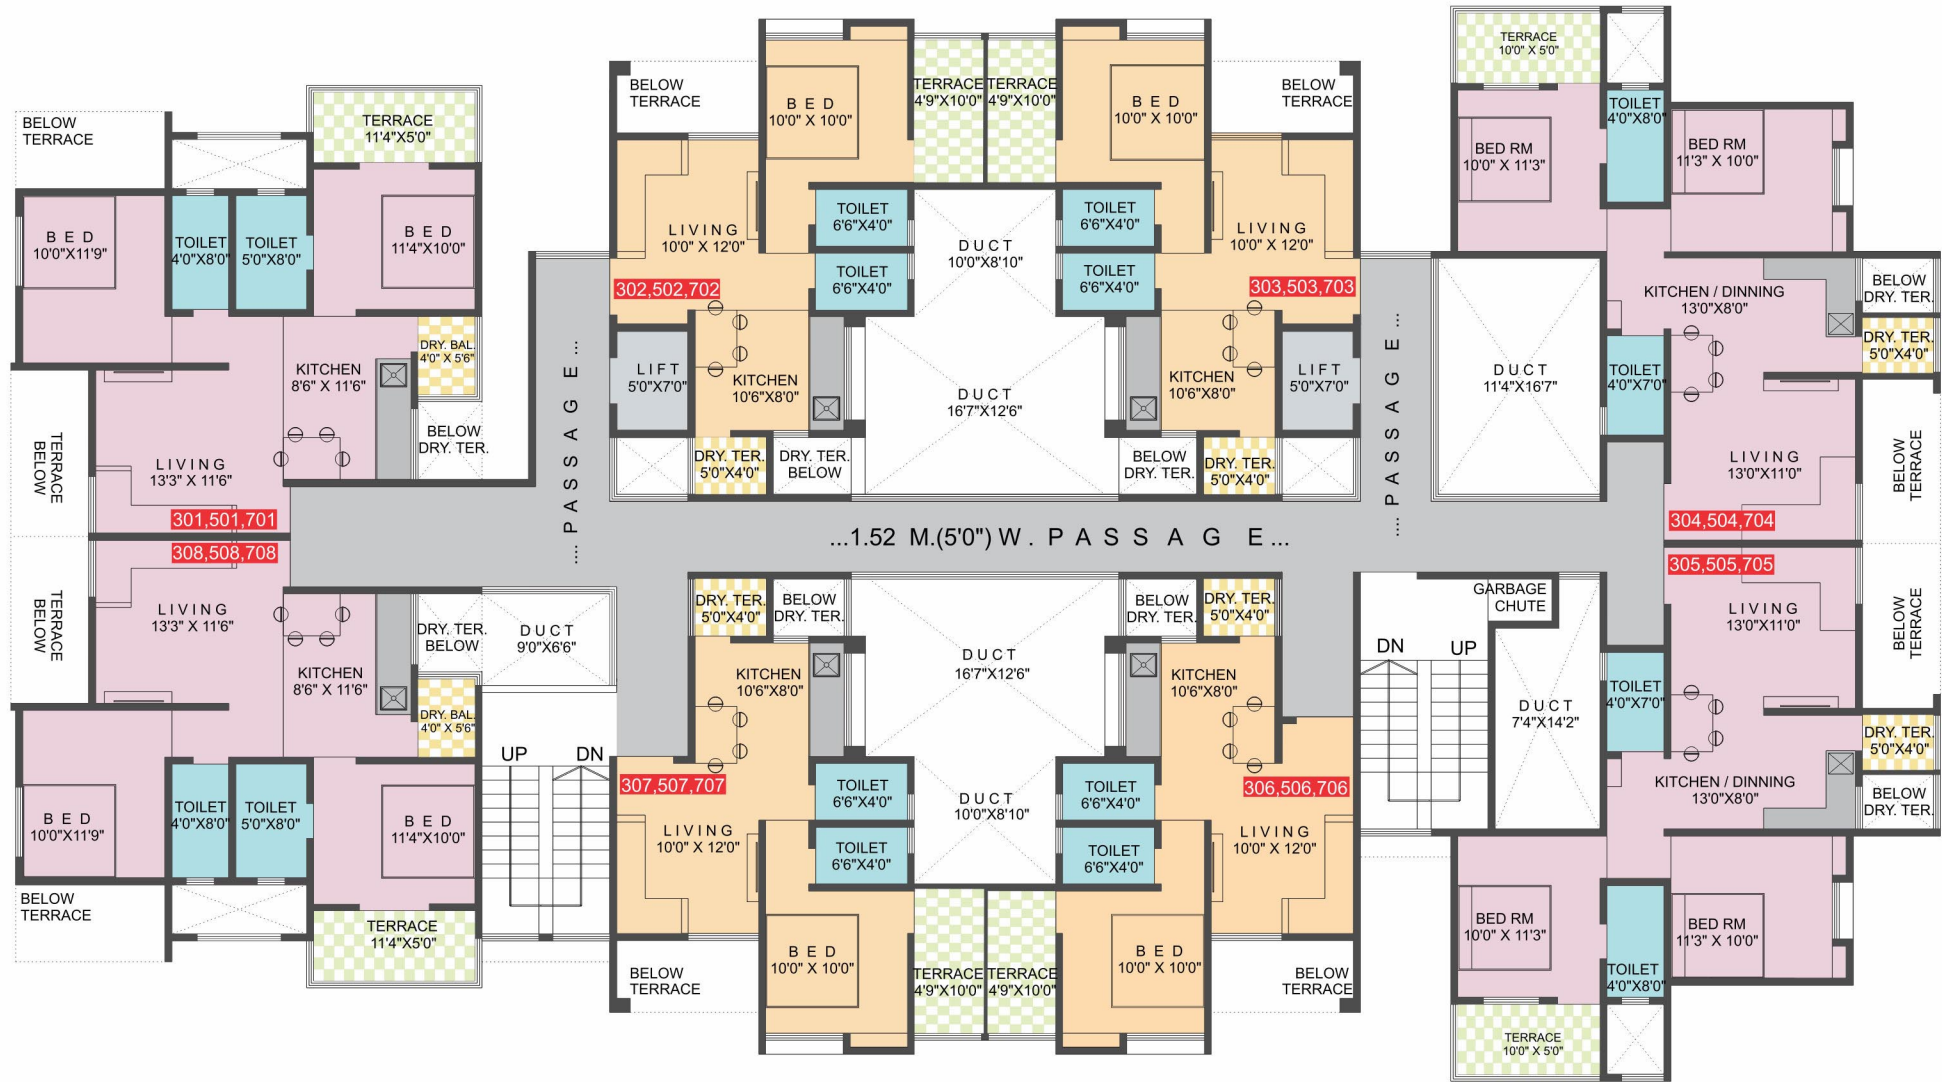 BELOW
TERRACE
TERRACE
11'4"X5'0"
B E D
10'0"X11'9"
TOILET
4'0"X8'0"
TOILET
5'0"X8'0"
B E D
11'4"X10'0"
KITCHEN
8'6" X 11'6"
DRY. BAL.
4'0" X 5'6"
BELOW
DRY. TER.
TERRACE
BELOW
LIVING
13'3" X 11'6"
301,501,701
BELOW
TERRACE
B E D
10'0" X 10'0"
TERRACE
4'9"X10'0"
LIVING
10'0" X 12'0"
TOILET
6'6"X4'0"
TOILET
6'6"X4'0"
302,502,702
LIFT
5'0"X7'0"
KITCHEN
10'6"X8'0"
DRY. TER.
5'0"X4'0"
DRY. TER.
BELOW
DUCT
10'0"X8'10"
DUCT
16'7"X12'6"
TERRACE
4'9"X10'0"
B E D
10'0" X 10'0"
BELOW
TERRACE
TOILET
6'6"X4'0"
TOILET
6'6"X4'0"
LIVING
10'0" X 12'0"
303,503,703
KITCHEN
10'6"X8'0"
LIFT
5'0"X7'0"
BELOW
DRY. TER.
DRY. TER.
5'0"X4'0"
.... PASSAGE...
.... PASSAGE...
...1.52 M.(5'0") W. PASSAGE...
DUCT
11'4"X16'7"
TERRACE
10'0" X 5'0"
BED RM
10'0" X 11'3"
TOILET
4'0"X8'0"
BED RM
11'3" X 10'0"
KITCHEN / DINNING
13'0"X8'0"
BELOW
DRY. TER.
DRY. TER.
5'0"X4'0"
TOILET
4'0"X7'0"
LIVING
13'0"X11'0"
BELOW
TERRACE
304,504,704
308,508,708
TERRACE
BELOW
LIVING
13'3" X 11'6"
KITCHEN
8'6" X 11'6"
DRY. TER.
BELOW
DUCT
9'0"X6'6"
DRY. BAL.
4'0" X 5'6"
B E D
10'0"X11'9"
TOILET
4'0"X8'0"
TOILET
5'0"X8'0"
B E D
11'4"X10'0"
UP
DN
BELOW
TERRACE
TERRACE
11'4"X5'0"
DRY. TER.
5'0"X4'0"
BELOW
DRY. TER.
KITCHEN
10'6"X8'0"
307,507,707
TOILET
6'6"X4'0"
LIVING
10'0" X 12'0"
TOILET
6'6"X4'0"
BELOW
TERRACE
B E D
10'0" X 10'0"
TERRACE
4'9"X10'0"
DUCT
16'7"X12'6"
DUCT
10'0"X8'10"
BELOW
DRY. TER.
DRY. TER.
5'0"X4'0"
KITCHEN
10'6"X8'0"
TOILET
6'6"X4'0"
306,506,706
TOILET
6'6"X4'0"
LIVING
10'0" X 12'0"
TERRACE
4'9"X10'0"
B E D
10'0" X 10'0"
BELOW
TERRACE
DN
UP
GARBAGE
CHUTE
DUCT
7'4"X14'2"
305,505,705
LIVING
13'0"X11'0"
BELOW
TERRACE
TOILET
4'0"X7'0"
DRY. TER.
5'0"X4'0"
KITCHEN / DINNING
13'0"X8'0"
BELOW
DRY. TER.
BED RM
10'0" X 11'3"
BED RM
11'3" X 10'0"
TOILET
4'0"X8'0"
TERRACE
10'0" X 5'0"